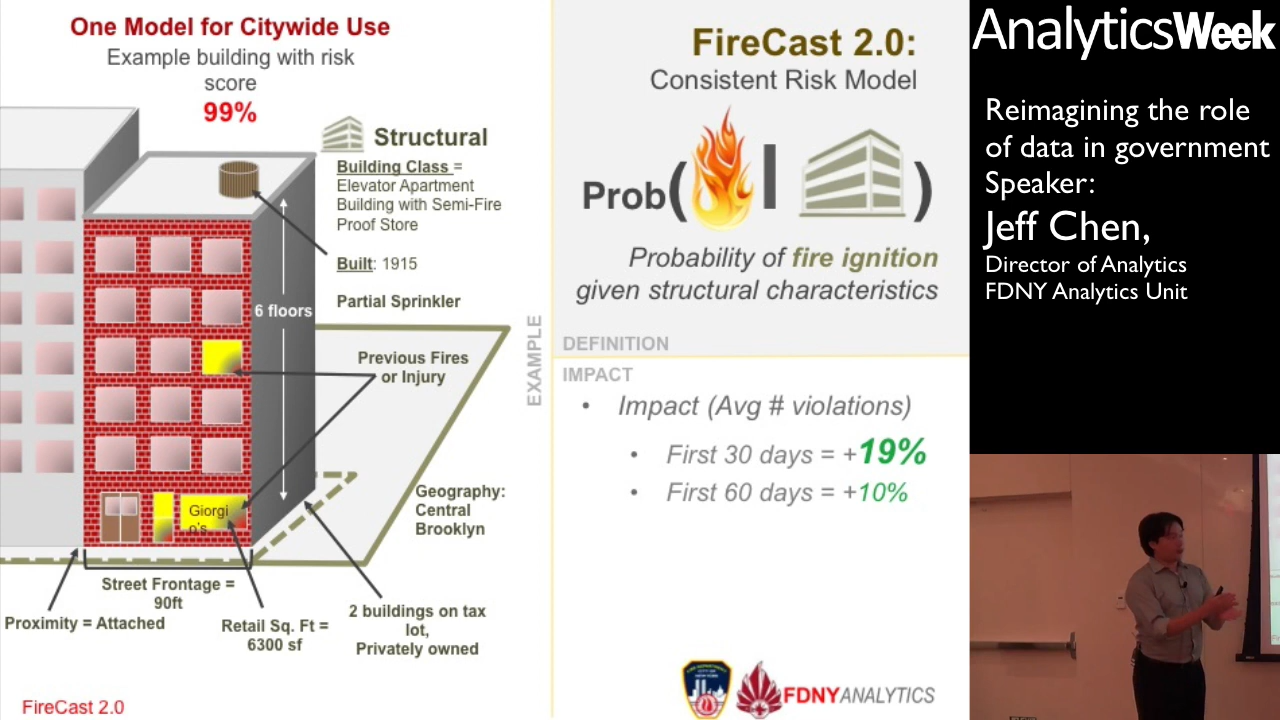 One Model for Citywide Use
Example building with risk
score
99%
Structural
Building Class =
Elevator Apartment
Building with Semi-Fire
Proof Store
Built: 1915
Partial Sprinkler
6 floors
Previous Fires
or Injury
Giorgi
o's
Geography:
Central
Brooklyn
Street Frontage =
90ft
Proximity = Attached
Retail Sq. Ft =
6300 sf
2 buildings on tax
lot,
Privately owned
FireCast 2.0
EXAMPLE
FireCast 2.0:
Consistent Risk Model
Prob( | )
Probability of fire ignition
given structural characteristics
DEFINITION
IMPACT
• Impact (Avg # violations)
• First 30 days = +19%
• First 60 days = +10%
FDNY ANALYTICS
AnalyticsWeek
Reimagining the role
of data in government
Speaker:
Jeff Chen,
Director of Analytics
FDNY Analytics Unit